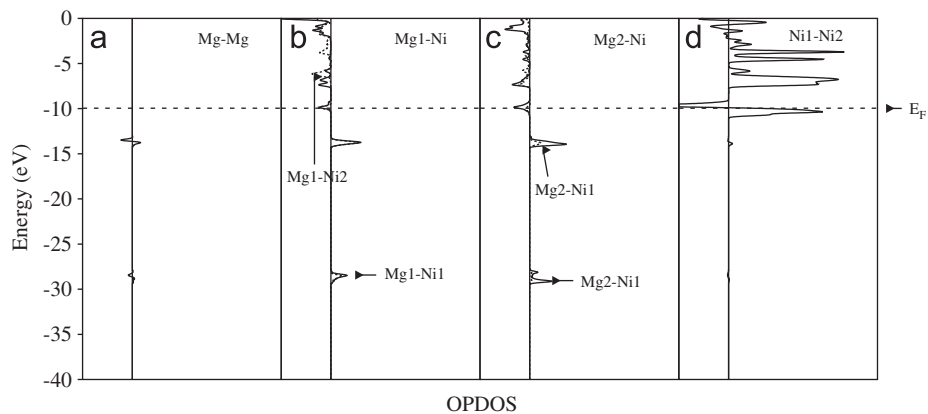 a
Mg-Mg
b
Mg1-Ni
c
Mg2-Ni
d
Ni1-Ni2
0
-5
-10
-15
-20
-25
-30
-35
-40
Energy (eV)
E_F
Mg1-Ni2
Mg2-Ni1
Mg1-Ni1
Mg2-Ni1
OPDOS